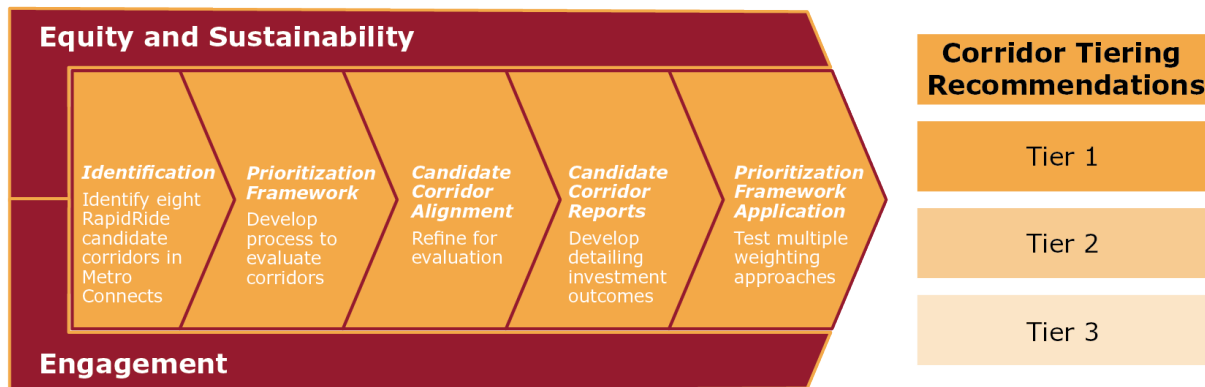 Equity and Sustainability
Identification
Identify eight
RapidRide
candidate
corridors in
Metro
Connects
Prioritization
Framework
Develop
process to
evaluate
corridors
Candidate
Corridor
Alignment
Refine for
evaluation
Candidate
Corridor
Reports
Develop
detailing
investment
outcomes
Prioritization
Framework
Application
Test multiple
weighting
approaches
Engagement
Corridor Tiering
Recommendations
Tier 1
Tier 2
Tier 3